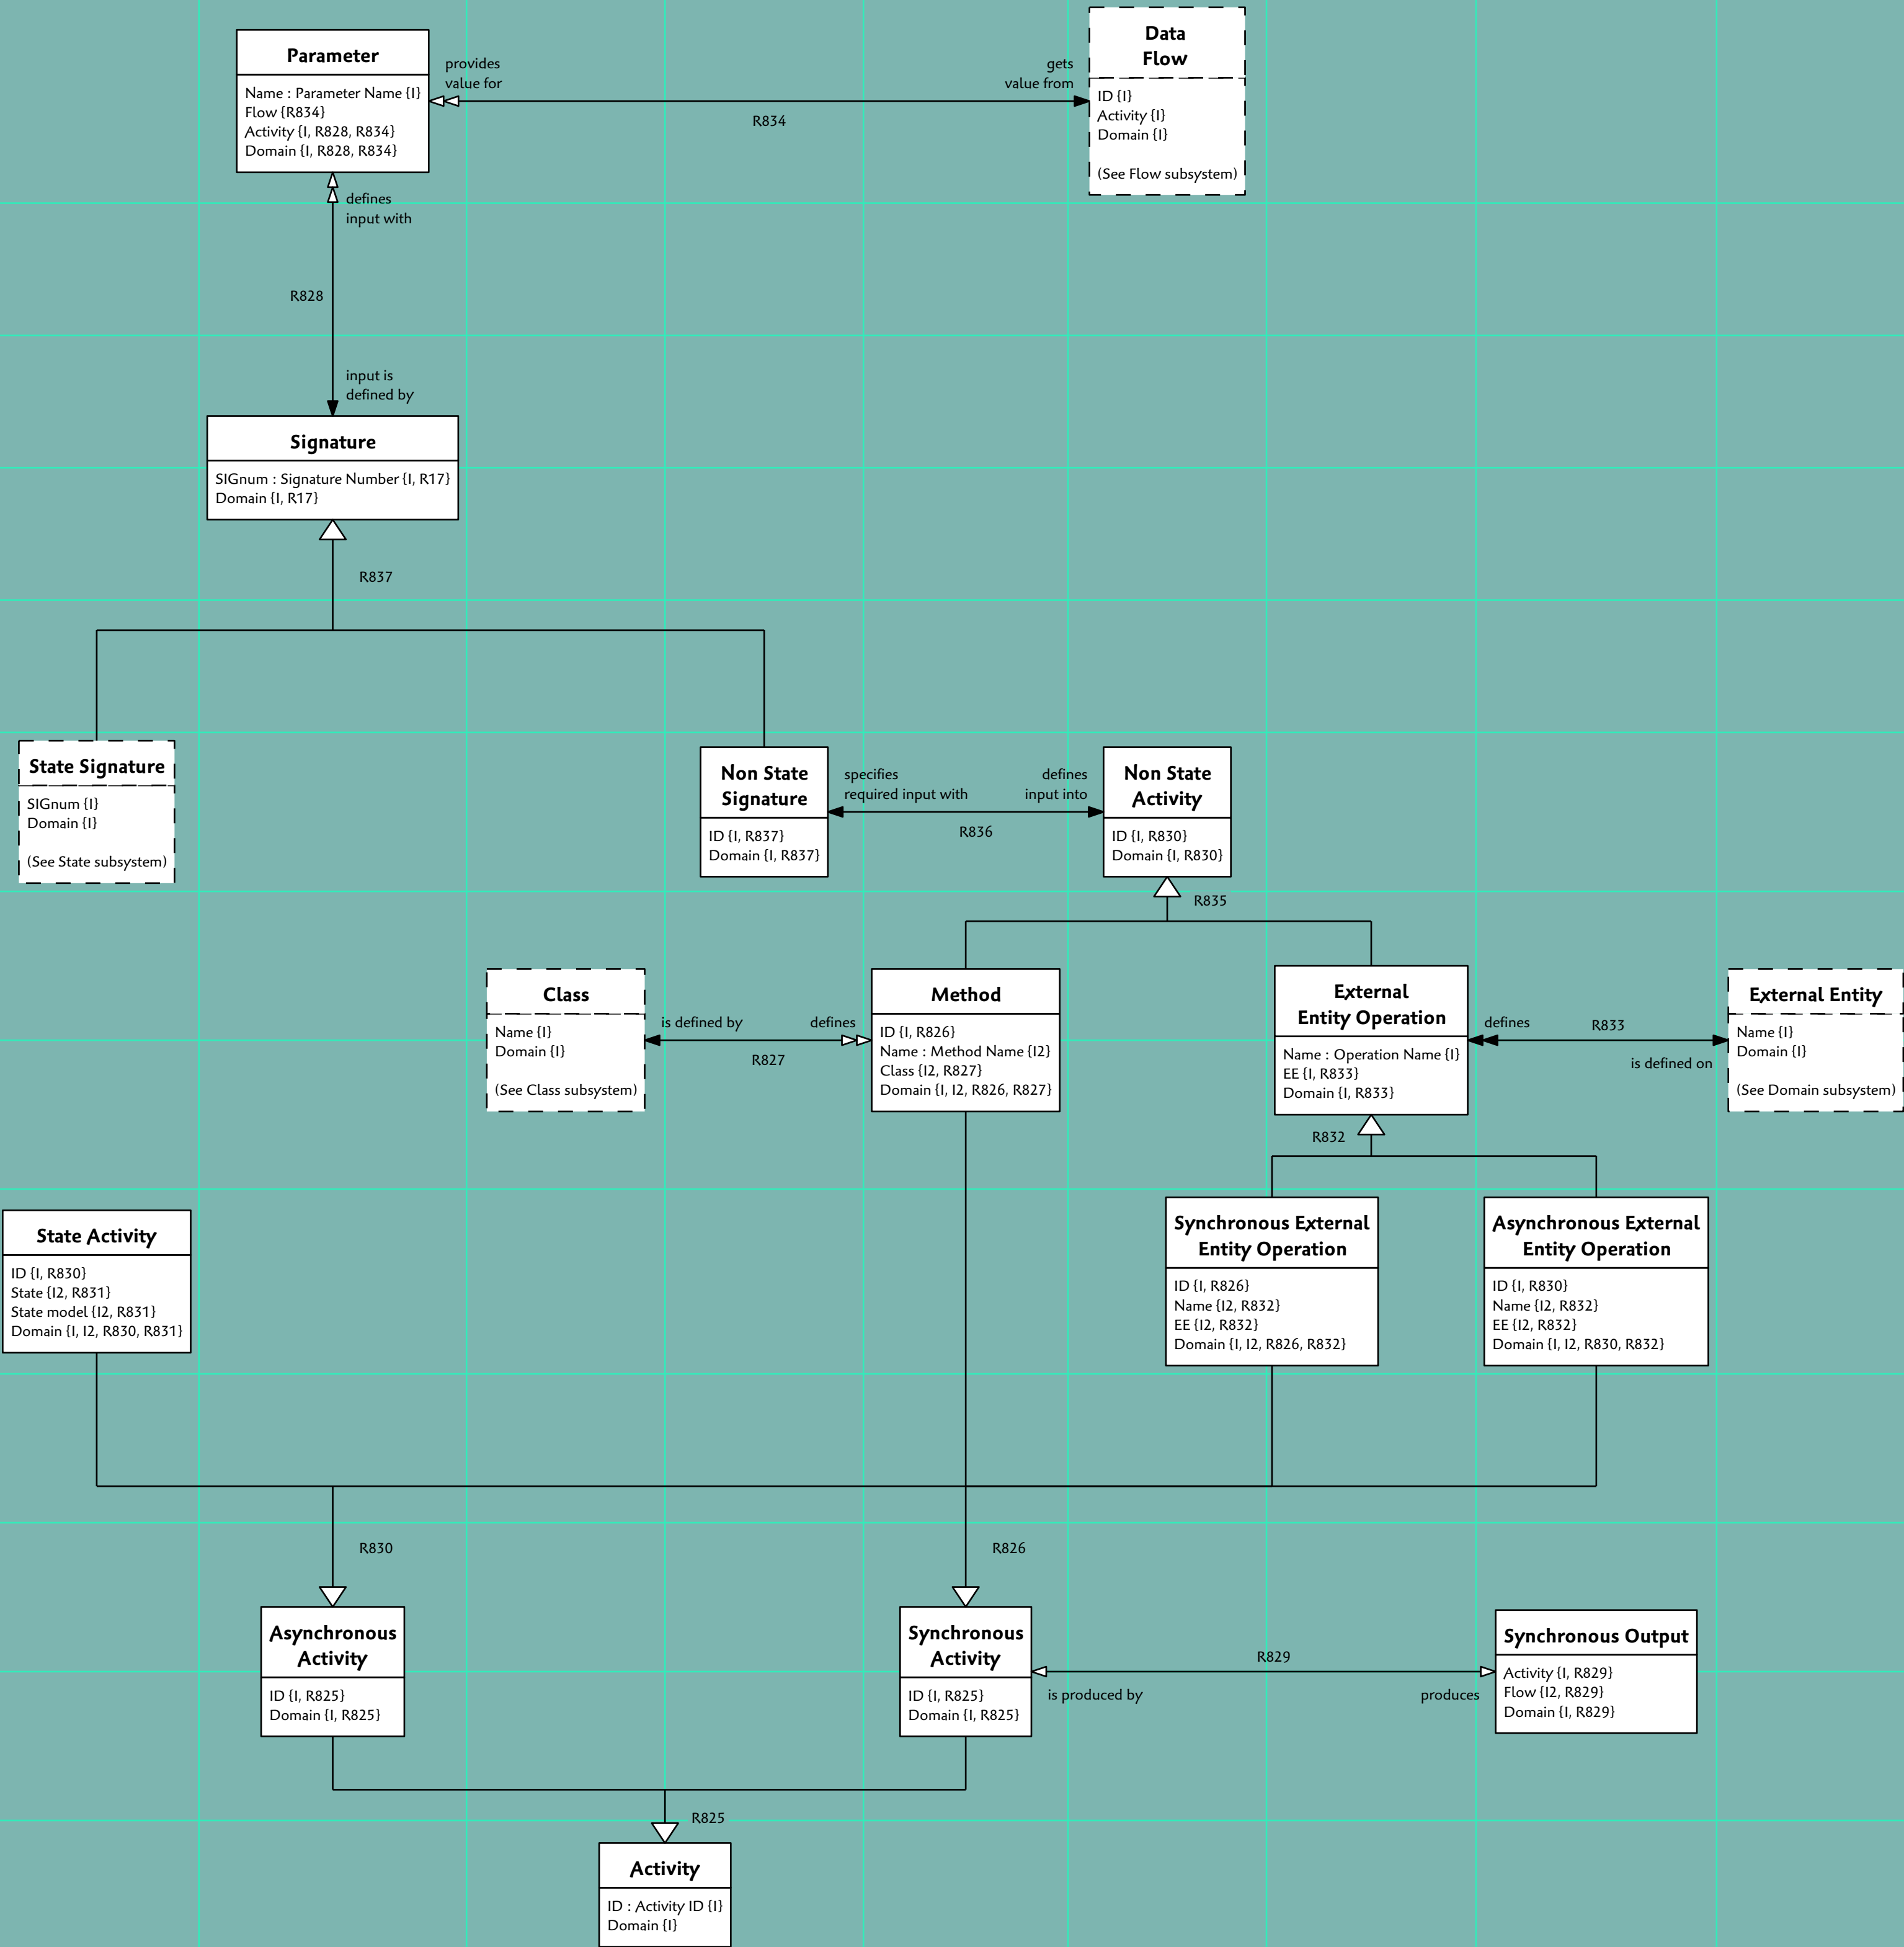 Parameter
Name : Parameter Name {I}
Flow {R834}
Activity {I, R828, R834}
Domain {I, R828, R834}
provides
value for
R834
gets
value from
Data
Flow
ID {I}
Activity {I}
Domain {I}
(See Flow subsystem)
defines
input with
R828
input is
defined by
Signature
SIGnum : Signature Number {I, R17}
Domain {I, R17}
R837
State Signature
SIGnum {I}
Domain {I}
(See State subsystem)
Non State
Signature
ID {I, R837}
Domain {I, R837}
specifies
required input with
defines
input into
R836
Non State
Activity
ID {I, R830}
Domain {I, R830}
R835
Class
Name {I}
Domain {I}
(See Class subsystem)
is defined by
defines
R827
Method
ID {I, R826}
Name : Method Name {I2}
Class {I2, R827}
Domain {I, I2, R826, R827}
External
Entity Operation
Name : Operation Name {I}
EE {I, R833}
Domain {I, R833}
defines
R833
is defined on
External Entity
Name {I}
Domain {I}
(See Domain subsystem)
R832
State Activity
ID {I, R830}
State {I2, R831}
State model {I2, R831}
Domain {I, I2, R830, R831}
Synchronous External
Entity Operation
ID {I, R826}
Name {I2, R832}
EE {I2, R832}
Domain {I, I2, R826, R832}
Asynchronous External
Entity Operation
ID {I, R830}
Name {I2, R832}
EE {I2, R832}
Domain {I, I2, R830, R832}
R830
R826
Asynchronous
Activity
ID {I, R825}
Domain {I, R825}
Synchronous
Activity
ID {I, R825}
Domain {I, R825}
R829
is produced by
produces
Synchronous Output
Activity {I, R829}
Flow {I2, R829}
Domain {I, R829}
R825
Activity
ID : Activity ID {I}
Domain {I}